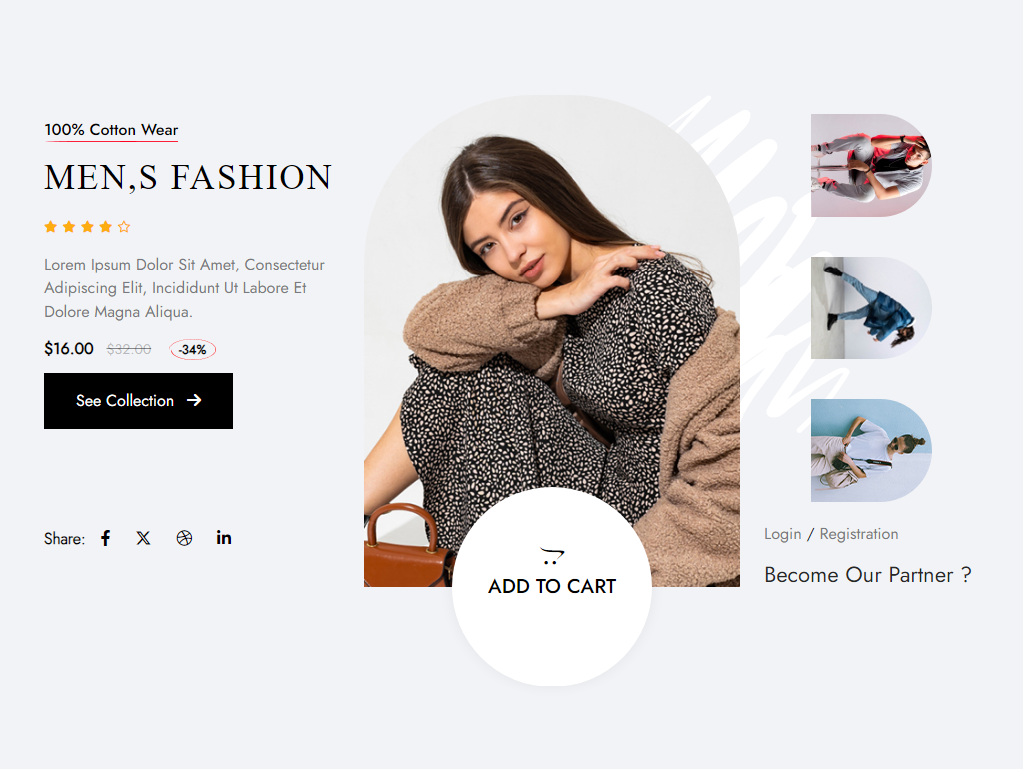 100% Cotton Wear
MEN,S FASHION
Lorem Ipsum Dolor Sit Amet, Consectetur
Adipiscing Elit, Incididunt Ut Labore Et
Dolore Magna Aliqua.
$16.00 $32.00 -34%
See Collection
Share:
ADD TO CART
Login / Registration
Become Our Partner ?